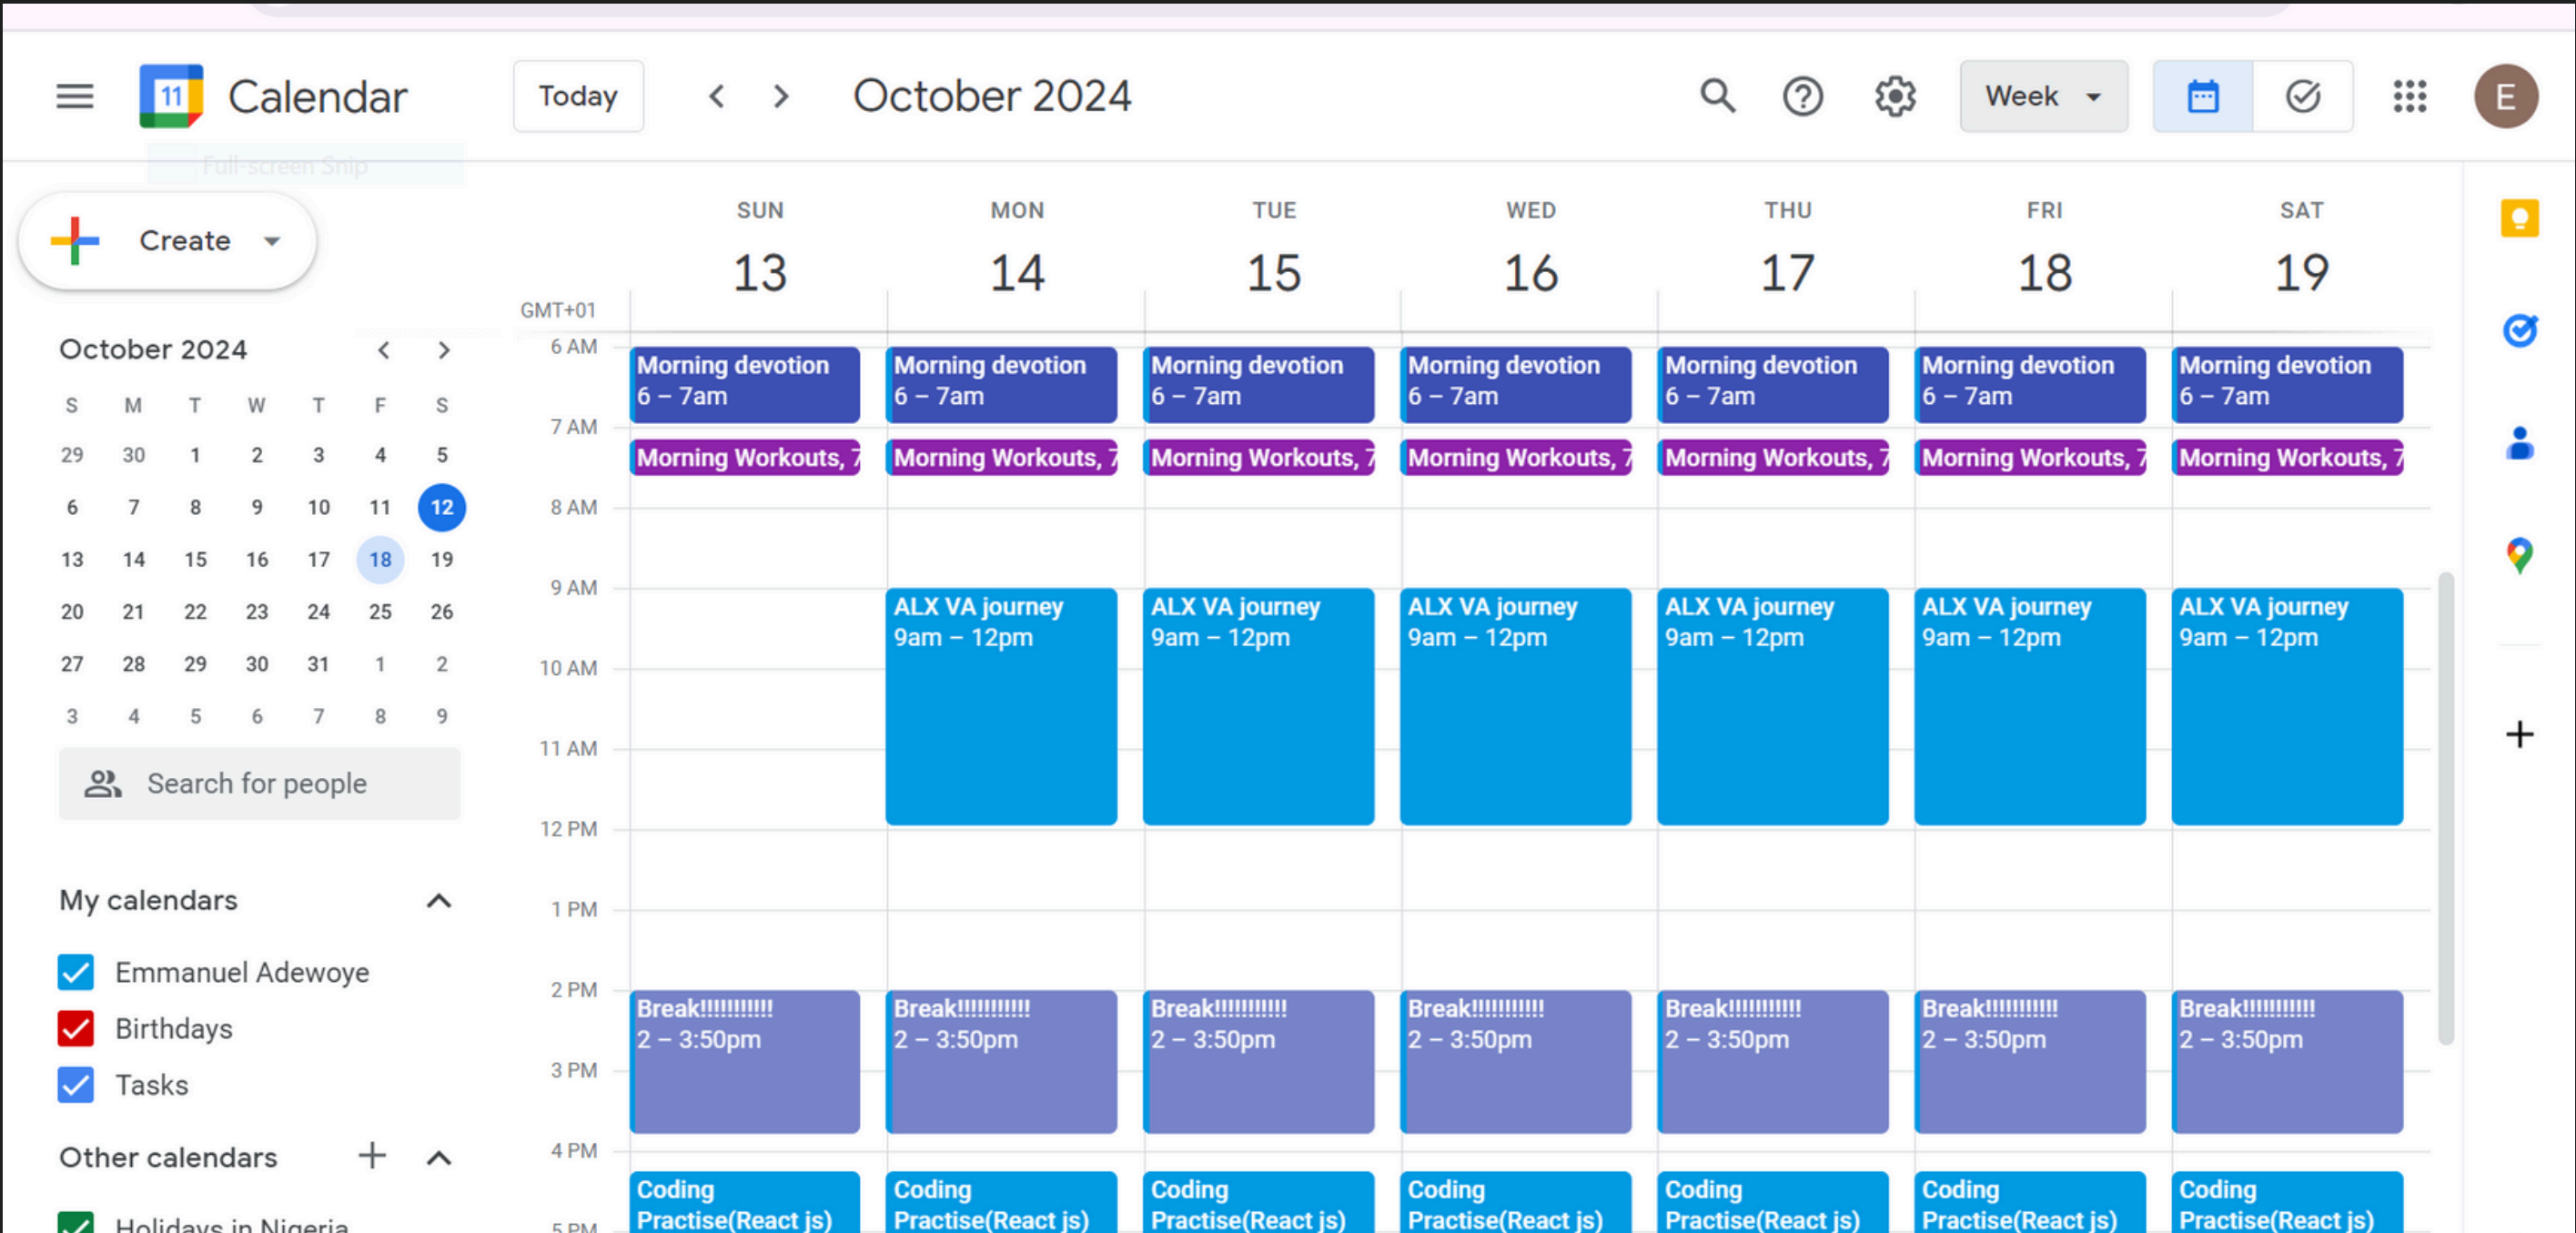 11 Calendar Today October 2024 Week E
Full-screen Snip
Create
October 2024
S M T W T F S
29 30 1 2 3 4 5
6 7 8 9 10 11 12
13 14 15 16 17 18 19
20 21 22 23 24 25 26
27 28 29 30 31 1 2
3 4 5 6 7 8 9
Search for people
My calendars
Emmanuel Adewoye
Birthdays
Tasks
Other calendars
Holidays in Nigeria
SUN MON TUE WED THU FRI SAT
13 14 15 16 17 18 19
GMT+01
6 AM
Morning devotion Morning devotion Morning devotion Morning devotion Morning devotion Morning devotion Morning devotion
6 – 7am 6 – 7am 6 – 7am 6 – 7am 6 – 7am 6 – 7am 6 – 7am
7 AM
Morning Workouts, 7 Morning Workouts, 7 Morning Workouts, 7 Morning Workouts, 7 Morning Workouts, 7 Morning Workouts, 7 Morning Workouts, 7
8 AM
9 AM
ALX VA journey ALX VA journey ALX VA journey ALX VA journey ALX VA journey ALX VA journey
9am – 12pm 9am – 12pm 9am – 12pm 9am – 12pm 9am – 12pm 9am – 12pm
10 AM
11 AM
12 PM
1 PM
2 PM
Break!!!!!!!!!!! Break!!!!!!!!!!! Break!!!!!!!!!!! Break!!!!!!!!!!! Break!!!!!!!!!!! Break!!!!!!!!!!! Break!!!!!!!!!!!
2 – 3:50pm 2 – 3:50pm 2 – 3:50pm 2 – 3:50pm 2 – 3:50pm 2 – 3:50pm 2 – 3:50pm
3 PM
4 PM
Coding Coding Coding Coding Coding Coding Coding
Practise(React js) Practise(React js) Practise(React js) Practise(React js) Practise(React js) Practise(React js) Practise(React js)
5 PM